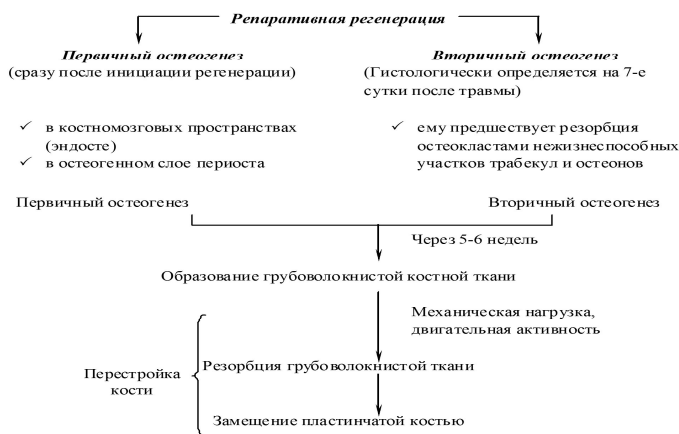 Репаративная регенерация
Первичный остеогенез
(сразу после инициации регенерации)
✓ в костномозговых пространствах
(эндосте)
✓ в остеогенном слое периоста
Вторичный остеогенез
(Гистологически определяется на 7-е
сутки после травмы)
✓ ему предшествует резорбция
остеокластами нежизнеспособных
участков трабекул и остеонов
Первичный остеогенез
Вторичный остеогенез
Через 5-6 недель
Образование грубоволокнистой костной ткани
Механическая нагрузка,
двигательная активность
Перестройка
кости
Резорбция грубоволокнистой ткани
Замещение пластинчатой костью